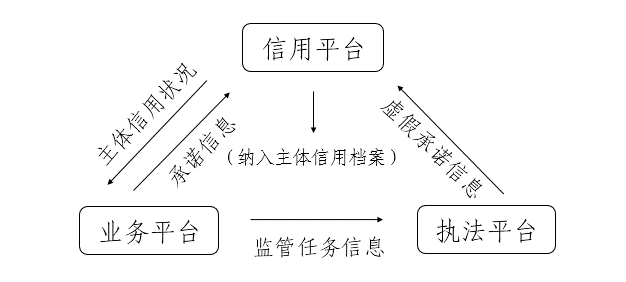 信用平台
主体信用状况
承诺信息
（纳入主体信用档案）
虚假承诺信息
业务平台
监管任务信息
执法平台